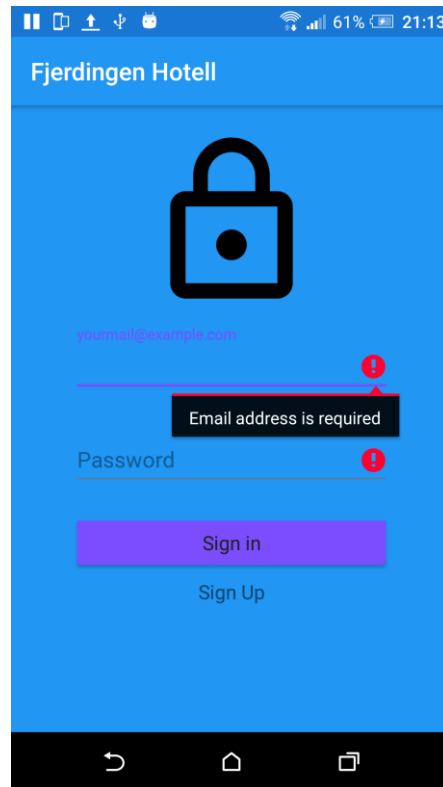 61% 21:13
Fjerdingen Hotell
yourmail@example.com
Email address is required
Password
Sign in
Sign Up